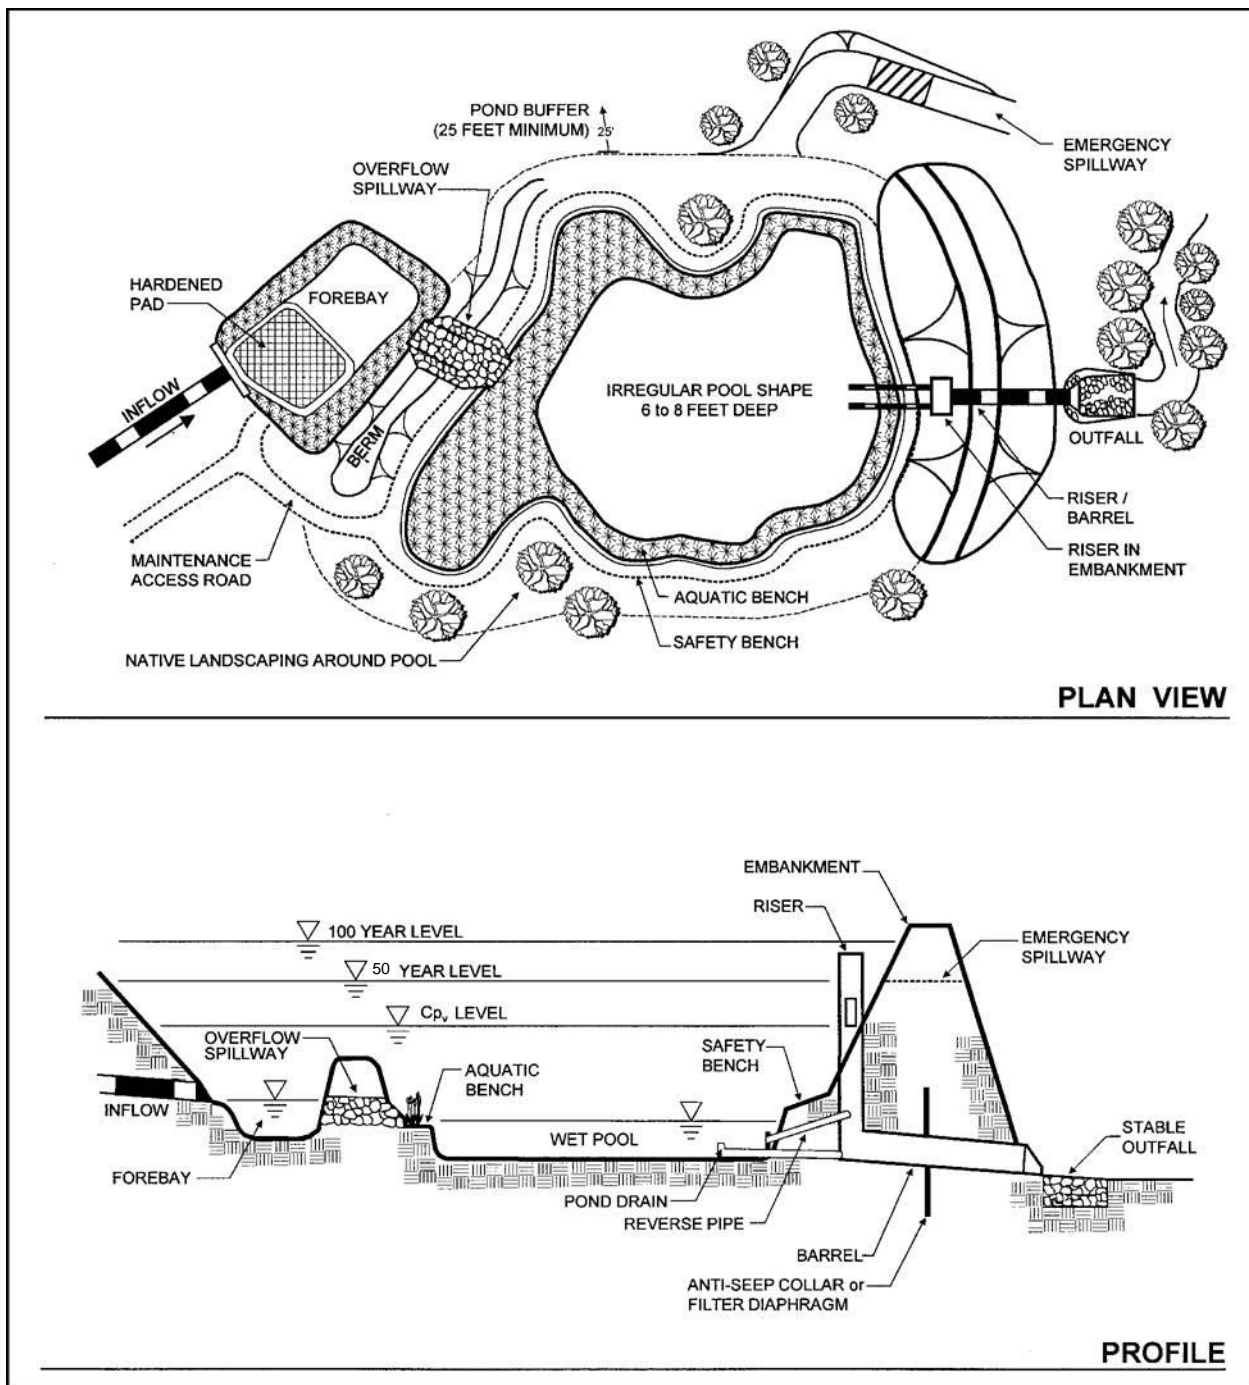 POND BUFFER
(25 FEET MINIMUM)
25'
EMERGENCY
SPILLWAY
OVERFLOW
SPILLWAY
HARDENED
PAD
FOREBAY
INFLOW
BERM
IRREGULAR POOL SHAPE
6 to 8 FEET DEEP
OUTFALL
RISER /
BARREL
RISER IN
EMBANKMENT
MAINTENANCE
ACCESS ROAD
AQUATIC BENCH
SAFETY BENCH
NATIVE LANDSCAPING AROUND POOL
PLAN VIEW
EMBANKMENT
RISER
100 YEAR LEVEL
EMERGENCY
SPILLWAY
50 YEAR LEVEL
Cpv LEVEL
OVERFLOW
SPILLWAY
SAFETY
BENCH
AQUATIC
BENCH
INFLOW
WET POOL
STABLE
OUTFALL
FOREBAY
POND DRAIN
REVERSE PIPE
BARREL
ANTI-SEEP COLLAR or
FILTER DIAPHRAGM
PROFILE